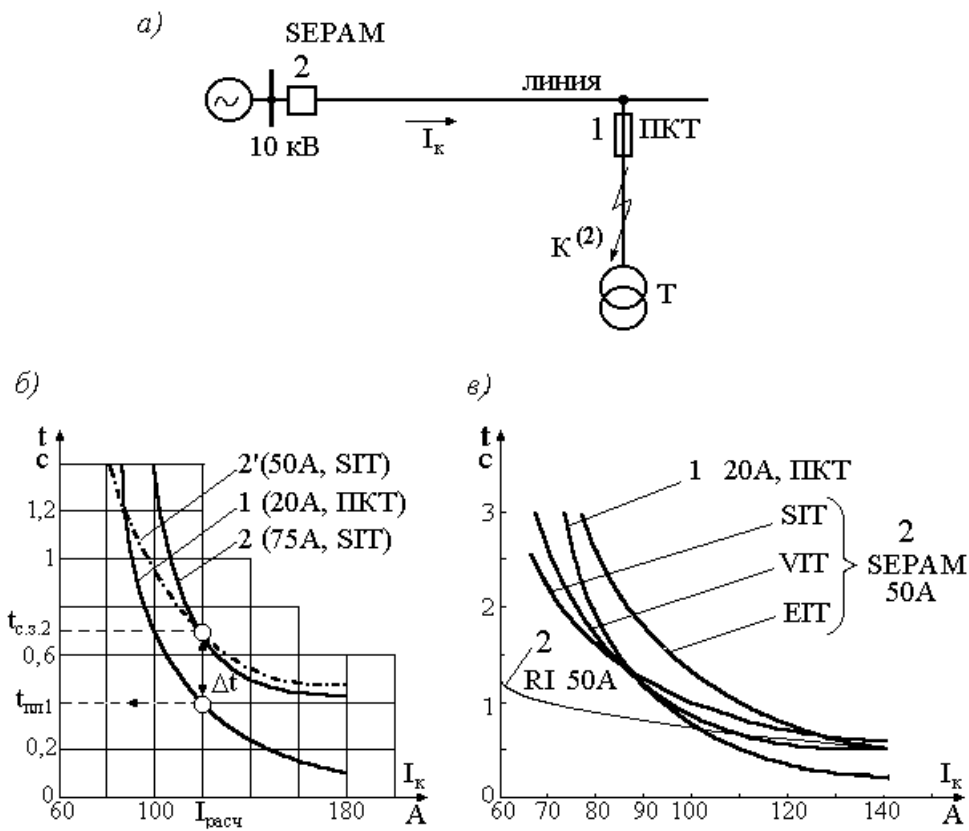 а)
SEPAM
2
линия
10 кВ
Iк
1
ПКТ
К(2)
Т
б)
t
с
2'(50А, SIT)
1 (20А, ПКТ)
2 (75А, SIT)
1,2
1
tс.з.2
0,6
Δt
tпл1
0,2
0
60
100
Iрасч
180
Iк
А
в)
t
с
1 20А, ПКТ
3
SIT
2
VIT
SEPAM
50А
EIT
2
2
RI 50А
1
0
60
70
80
90
100
120
140
Iк
А